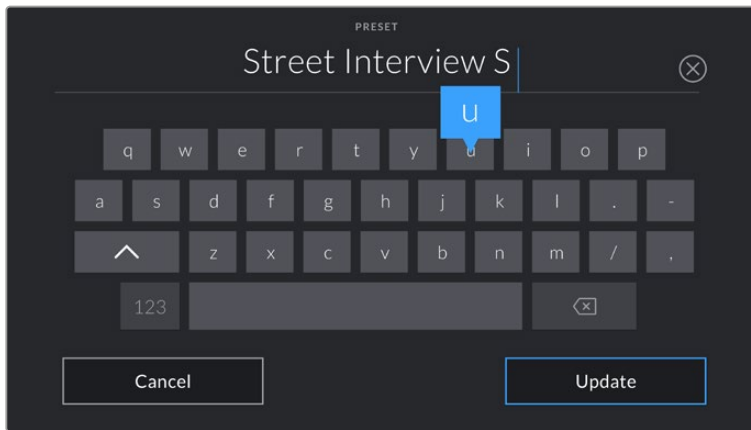 PRESET
Street Interview S
u
q w e r t y u i o p
a s d f g h j k l . -
z x c v b n m / ,
123
Cancel Update